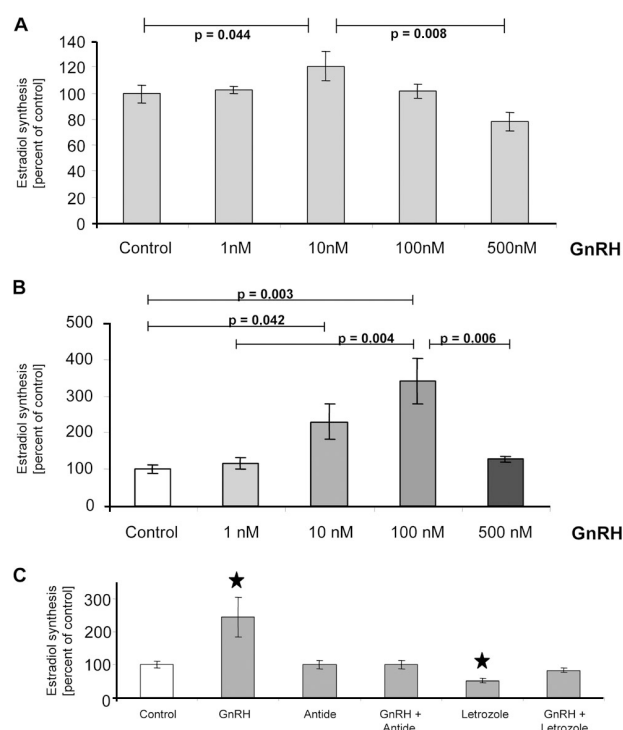 A
p = 0.044
p = 0.008
Estradiol synthesis
[percent of control]
140
120
100
80
60
40
20
0
Control 1nM 10nM 100nM 500nM GnRH
B
p = 0.003
p = 0.042
p = 0.004
p = 0.006
Estradiol synthesis
[percent of control]
500
400
300
200
100
0
Control 1 nM 10 nM 100 nM 500 nM GnRH
C
Estradiol synthesis
[percent of control]
300
200
100
0
Control GnRH Antide GnRH + Antide Letrozole GnRH + Letrozole